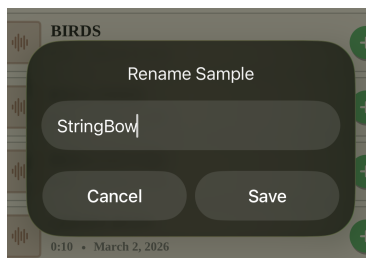 BIRDS
Rename Sample
StringBow
Cancel
Save
0:10 • March 2, 2026